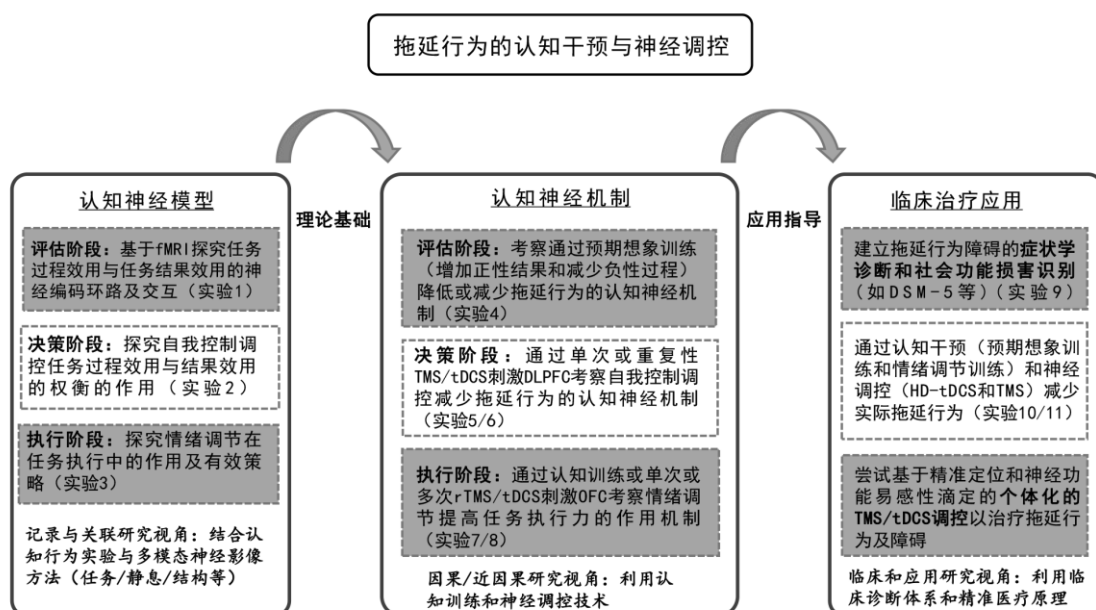 拖延行为的认知干预与神经调控
认知神经模型
评估阶段：基于fMRI探究任务
过程效用与任务结果效用的神
经编码环路及交互（实验1）
决策阶段：探究自我控制调
控任务过程效用与结果效用
的权衡的作用（实验2）
执行阶段：探究情绪调节在
任务执行中的作用及有效策
略（实验3）
记录与关联研究视角：结合认
知行为实验与多模态神经影像
方法（任务/静息/结构等）
理论基础
认知神经机制
评估阶段：考察通过预期想象训练
（增加正性结果和减少负性过程）
降低或减少拖延行为的认知神经机
制（实验4）
决策阶段：通过单次或重复性
TMS/tDCS刺激DLPFC考察自我控制调
控减少拖延行为的认知神经机制
（实验5/6）
执行阶段：通过认知训练或单次或
多次rTMS/tDCS刺激OFC考察情绪调
节提高任务执行力的作用机制
（实验7/8）
因果/近因果研究视角：利用认
知训练和神经调控技术
应用指导
临床治疗应用
建立拖延行为障碍的症状学
诊断和社会功能损害识别
（如DSM-5等）（实验9）
通过认知干预（预期想象训
练和情绪调节训练）和神经
调控（HD-tDCS和TMS）减少
实际拖延行为（实验10/11）
尝试基于精准定位和神经功
能易感性滴定的个体化的
TMS/tDCS调控以治疗拖延行
为及障碍
临床和应用研究视角：利用临
床诊断体系和精准医疗原理